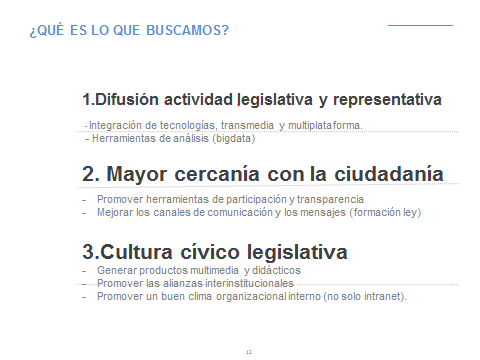 ¿QUÉ ES LO QUE BUSCAMOS?
1.Difusión actividad legislativa y representativa
- Integración de tecnologías, transmedia y multiplataforma.
- Herramientas de análisis (bigdata)
2. Mayor cercanía con la ciudadanía
- Promover herramientas de participación y transparencia
- Mejorar los canales de comunicación y los mensajes (formación ley)
3.Cultura cívico legislativa
- Generar productos multimedia y didácticos
- Promover las alianzas interinstitucionales
- Promover un buen clima organizacional interno (no solo intranet).
12